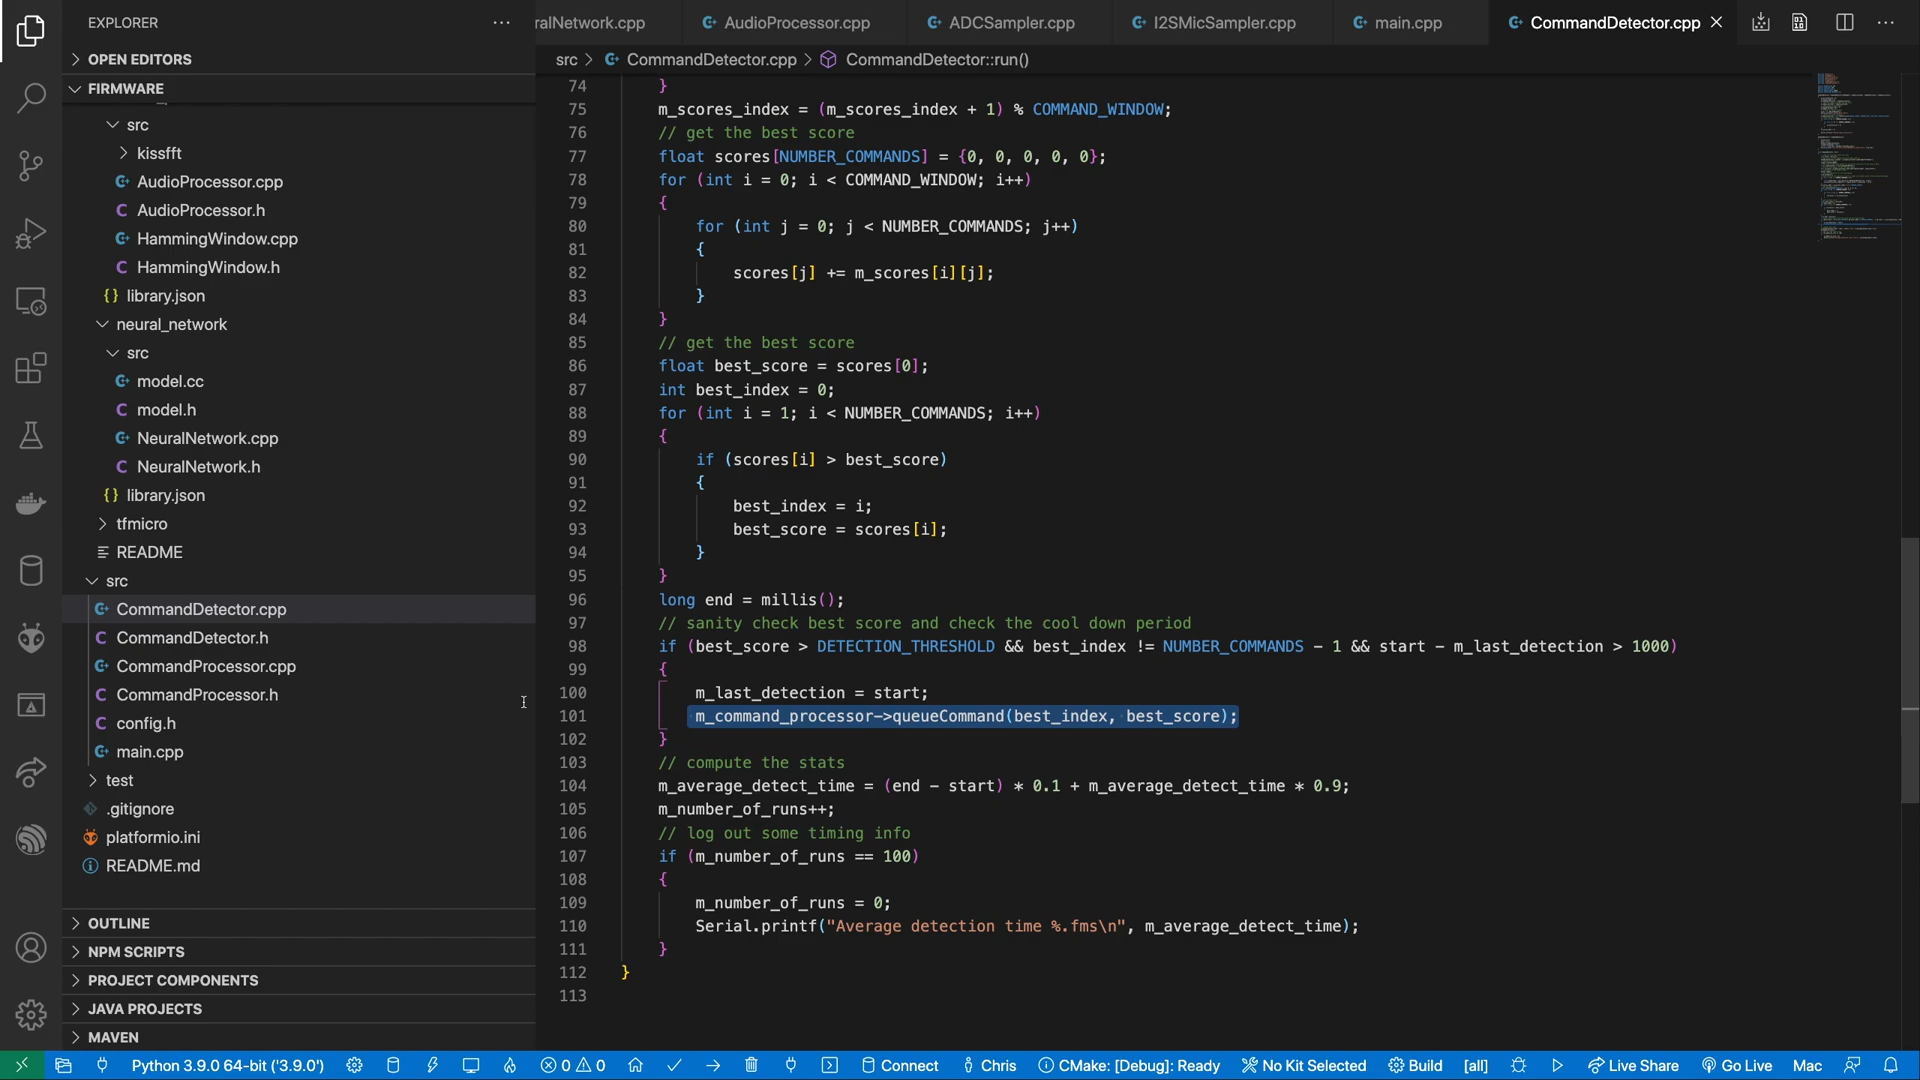 EXPLORER
OPEN EDITORS
FIRMWARE
src
kissfft
AudioProcessor.cpp
AudioProcessor.h
HammingWindow.cpp
HammingWindow.h
library.json
neural_network
src
model.cc
model.h
NeuralNetwork.cpp
NeuralNetwork.h
library.json
tfmicro
README
src
CommandDetector.cpp
CommandDetector.h
CommandProcessor.cpp
CommandProcessor.h
config.h
main.cpp
test
.gitignore
platformio.ini
README.md
OUTLINE
NPM SCRIPTS
PROJECT COMPONENTS
JAVA PROJECTS
MAVEN
ralNetwork.cpp AudioProcessor.cpp ADCSampler.cpp I2SMicSampler.cpp main.cpp CommandDetector.cpp
src > CommandDetector.cpp > CommandDetector::run()
74 }
75 m_scores_index = (m_scores_index + 1) % COMMAND_WINDOW;
76 // get the best score
77 float scores[NUMBER_COMMANDS] = {0, 0, 0, 0, 0};
78 for (int i = 0; i < COMMAND_WINDOW; i++)
79 {
80 for (int j = 0; j < NUMBER_COMMANDS; j++)
81 {
82 scores[j] += m_scores[i][j];
83 }
84 }
85 // get the best score
86 float best_score = scores[0];
87 int best_index = 0;
88 for (int i = 1; i < NUMBER_COMMANDS; i++)
89 {
90 if (scores[i] > best_score)
91 {
92 best_index = i;
93 best_score = scores[i];
94 }
95 }
96 long end = millis();
97 // sanity check best score and check the cool down period
98 if (best_score > DETECTION_THRESHOLD && best_index != NUMBER_COMMANDS - 1 && start - m_last_detection > 1000)
99 {
100 m_last_detection = start;
101 m_command_processor->queueCommand(best_index, best_score);
102 }
103 // compute the stats
104 m_average_detect_time = (end - start) * 0.1 + m_average_detect_time * 0.9;
105 m_number_of_runs++;
106 // log out some timing info
107 if (m_number_of_runs == 100)
108 {
109 m_number_of_runs = 0;
110 Serial.printf("Average detection time %.fms\n", m_average_detect_time);
111 }
112 }
113
Python 3.9.0 64-bit ('3.9.0') 0 0 Connect Chris CMake: [Debug]: Ready No Kit Selected Build [all] Live Share Go Live Mac